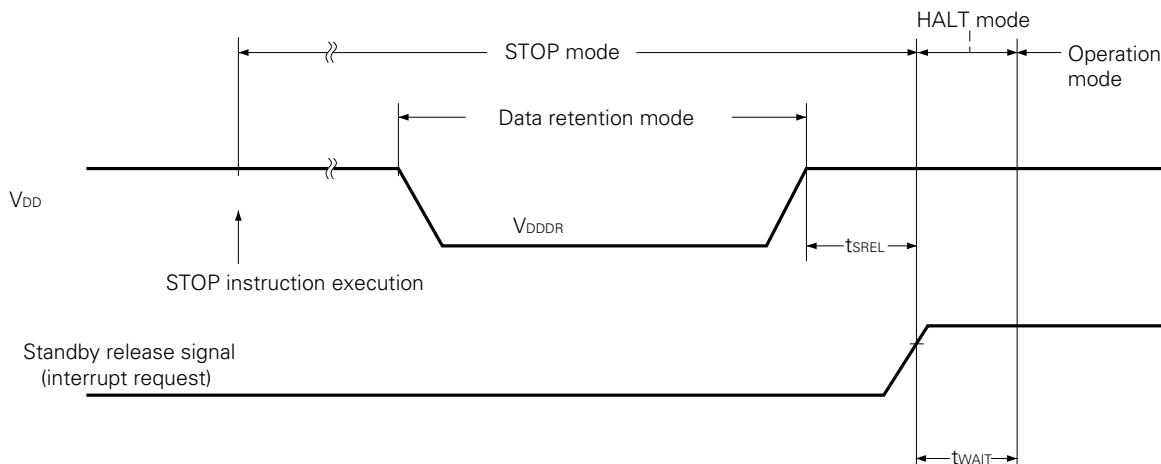 HALT mode
STOP mode
Operation
mode
Data retention mode
VDD
VDDDR
tSREL
STOP instruction execution
Standby release signal
(interrupt request)
tWAIT